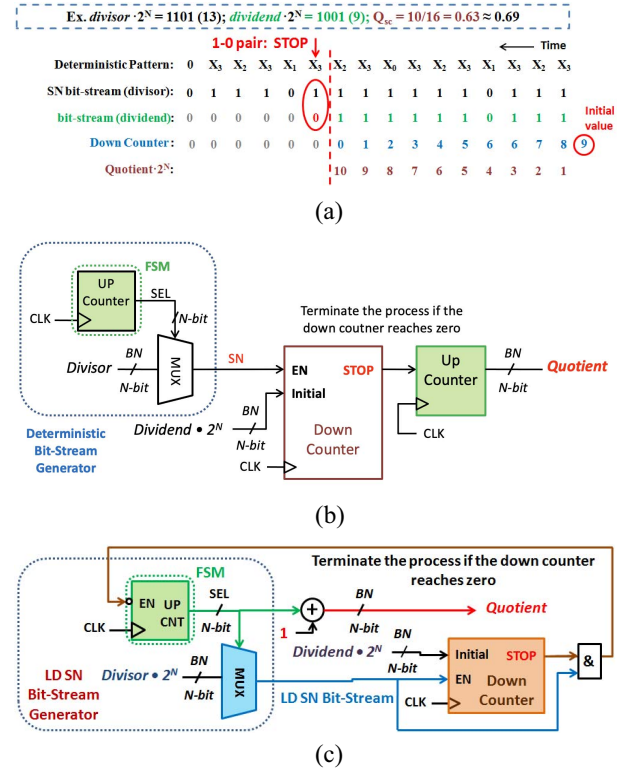 Ex. divisor ·2^N = 1101 (13); dividend ·2^N = 1001 (9); Q_sc = 10/16 = 0.63 ≈ 0.69
1-0 pair: STOP
Time
Deterministic Pattern: 0 X3 X2 X3 X1 X3 X2 X3 X0 X3 X2 X3 X1 X3 X2 X3
SN bit-stream (divisor): 0 1 1 1 0 1 1 1 1 1 1 1 0 1 1 1
bit-stream (dividend): 0 0 0 0 0 0 1 1 1 1 1 1 0 1 1 1
Initial value
Down Counter: 0 0 0 0 0 0 0 1 2 3 4 5 6 6 7 8 9
Quotient·2^N: 10 9 8 7 6 5 4 3 2 1
(a)
FSM
UP Counter
SEL
CLK
N-bit
Divisor
BN
N-bit
MUX
SN
Deterministic Bit-Stream Generator
Terminate the process if the
down coutner reaches zero
EN
STOP
Initial
Down Counter
Dividend • 2^N
BN
N-bit
CLK
Up Counter
CLK
BN
N-bit
Quotient
(b)
Terminate the process if the down counter
reaches zero
FSM
EN UP
CNT
CLK
SEL
N-bit
+
1
BN
N-bit
Quotient
LD SN
Bit-Stream
Generator
Divisor • 2^N
BN
N-bit
MUX
LD SN Bit-Stream
Dividend • 2^N
BN
N-bit
Initial STOP
EN Down
Counter
CLK
&
(c)